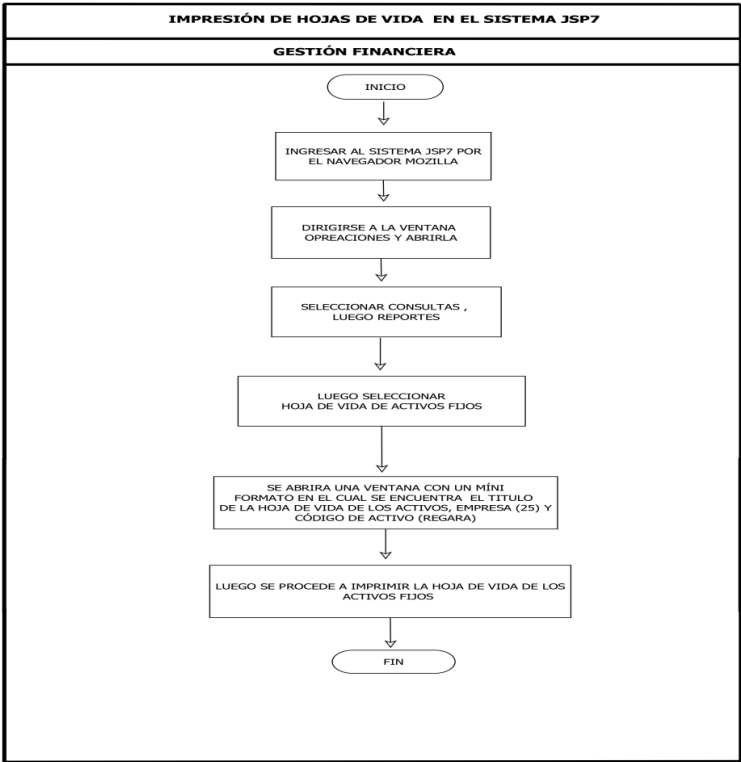 IMPRESIÓN DE HOJAS DE VIDA EN EL SISTEMA JSP7
GESTIÓN FINANCIERA
INICIO
INGRESAR AL SISTEMA JSP7 POR
EL NAVEGADOR MOZILLA
DIRIGIRSE A LA VENTANA
OPREACIONES Y ABRIRLA
SELECCIONAR CONSULTAS ,
LUEGO REPORTES
LUEGO SELECCIONAR
HOJA DE VIDA DE ACTIVOS FIJOS
SE ABRIRA UNA VENTANA CON UN MÍNI
FORMATO EN EL CUAL SE ENCUENTRA EL TITULO
DE LA HOJA DE VIDA DE LOS ACTIVOS, EMPRESA (25) Y
CÓDIGO DE ACTIVO (REGARA)
LUEGO SE PROCEDE A IMPRIMIR LA HOJA DE VIDA DE LOS
ACTIVOS FIJOS
FIN